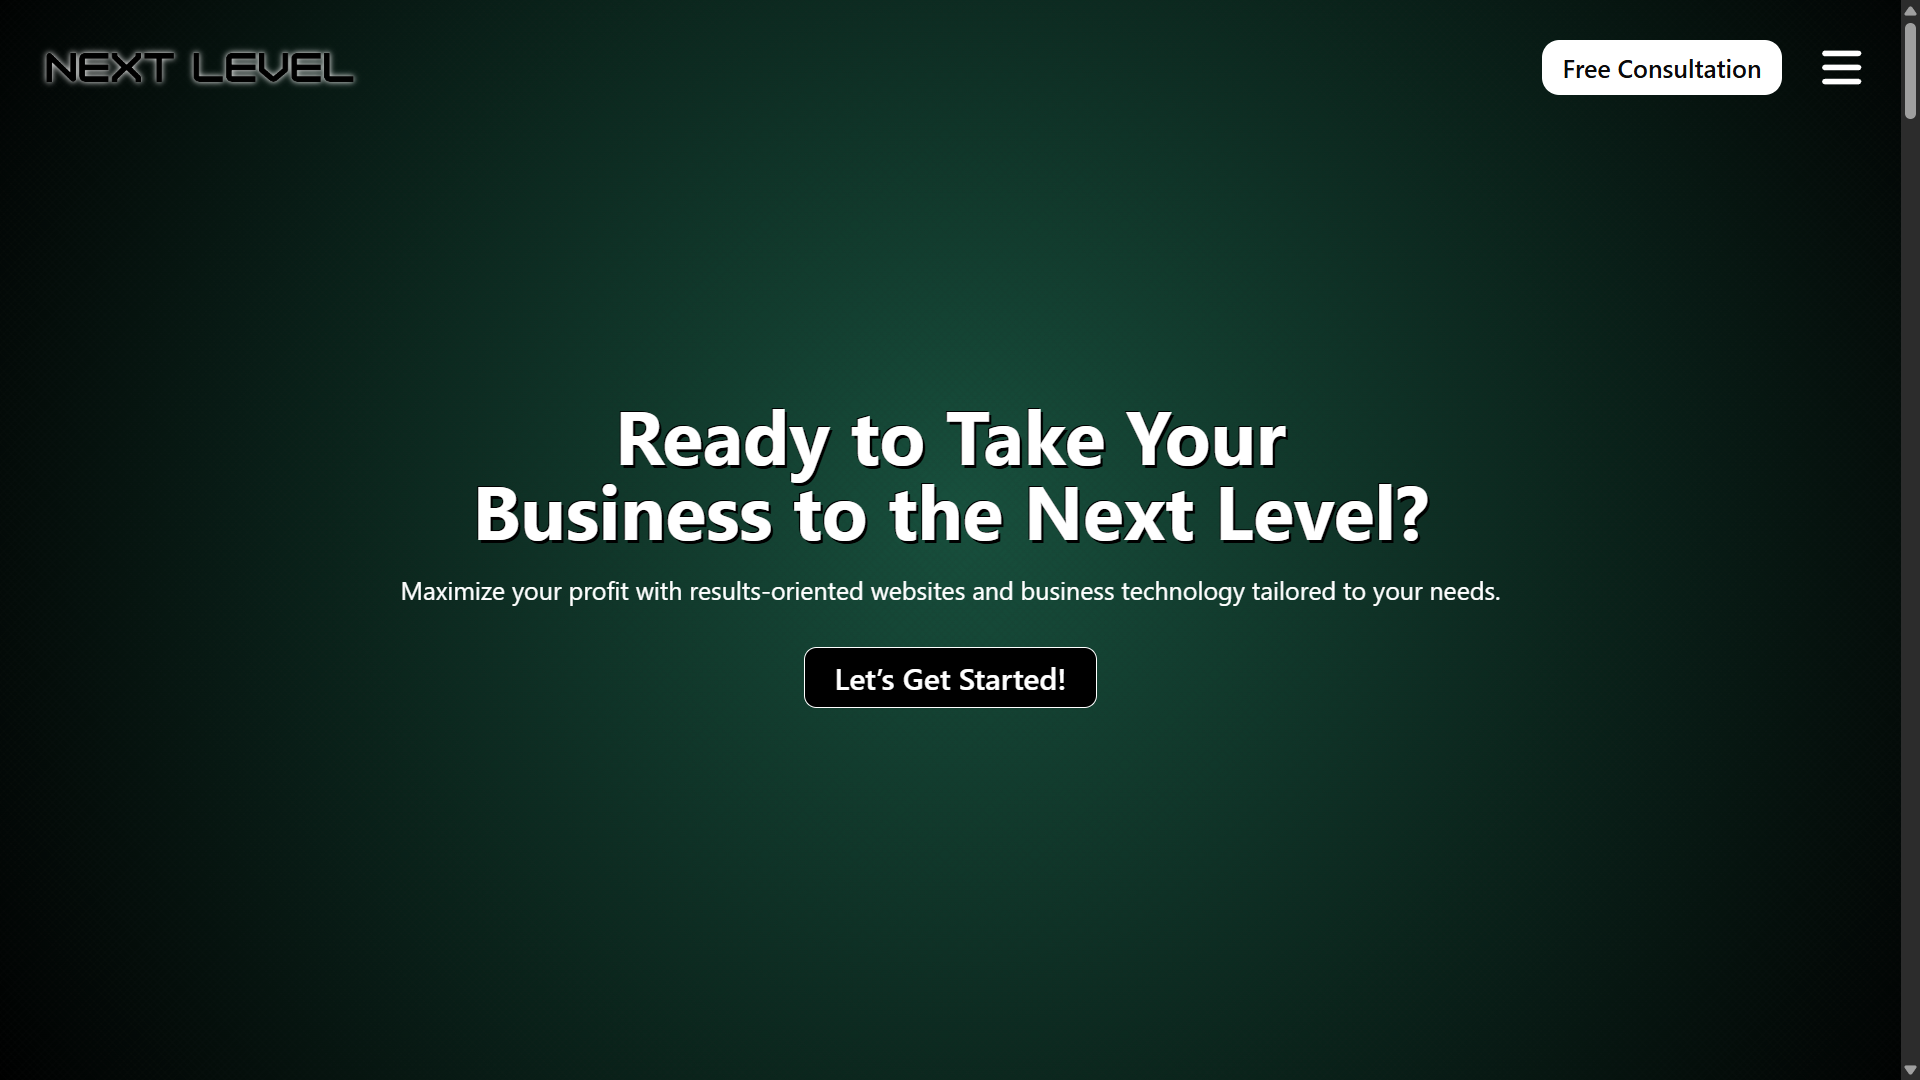 NEXT LEVEL
Free Consultation
Ready to Take Your
Business to the Next Level?
Maximize your profit with results-oriented websites and business technology tailored to your needs.
Let’s Get Started!